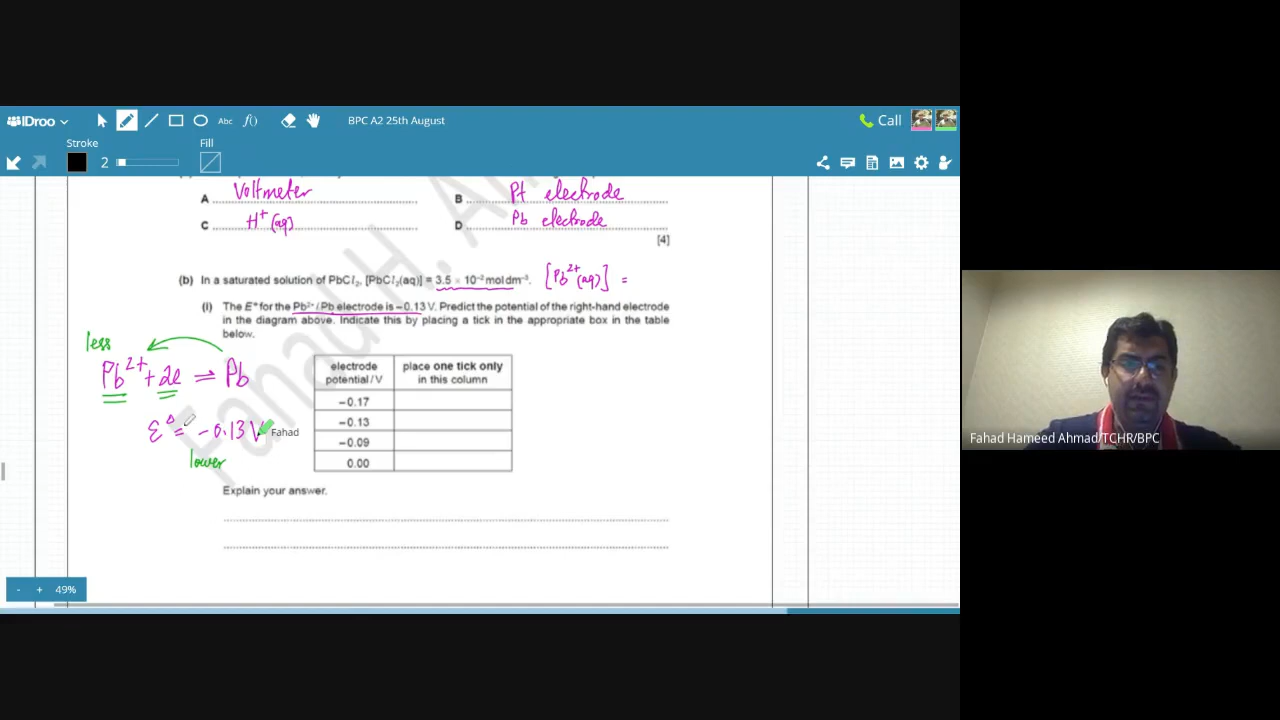 IDroo
Abc
f()
BPC A2 25th August
Call
Stroke
Fill
2
A Voltmeter
B Pt electrode
C H+(aq)
D Pb electrode
[4]
(b) In a saturated solution of PbCl₂, [PbCl₂(aq)] = 3.5 × 10⁻² mol dm⁻³. [Pb²⁺(aq)] =
(i) The E° for the Pb²⁺/Pb electrode is –0.13 V. Predict the potential of the right-hand electrode
in the diagram above. Indicate this by placing a tick in the appropriate box in the table
below.
less
Pb²⁺ + 2e ⇌ Pb
E° = -0.13 V
Fahad
lower
electrode potential / V
place one tick only in this column
–0.17
–0.13
–0.09
0.00
Explain your answer.
- + 49%
Fahad Hameed Ahmad/TCHR/BPC